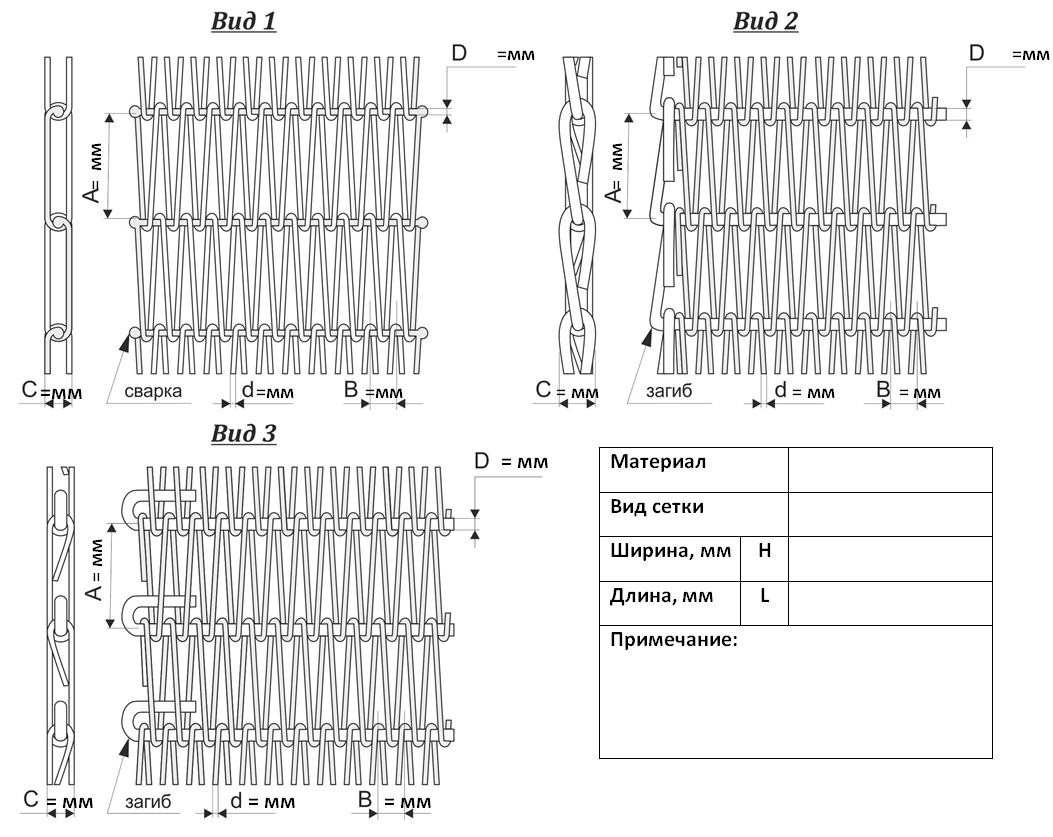 Вид 1
D =мм
A= мм
C =мм
сварка
d=мм
B =мм
Вид 2
D =мм
A= мм
C = мм
загиб
d = мм
B = мм
Вид 3
D = мм
A = мм
C = мм
загиб
d = мм
B = мм
Материал
Вид сетки
Ширина, мм H
Длина, мм L
Примечание: